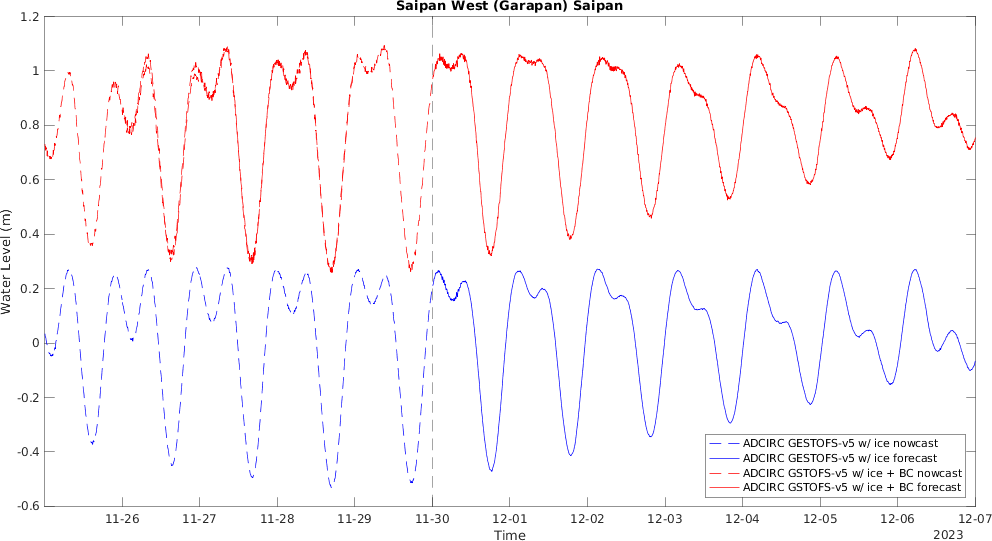 Saipan West (Garapan) Saipan
1.2
1
0.8
0.6
0.4
0.2
0
-0.2
-0.4
-0.6
Water Level (m)
11-26 11-27 11-28 11-29 11-30 12-01 12-02 12-03 12-04 12-05 12-06 12-07
Time
2023
ADCIRC GESTOFS-v5 w/ ice nowcast
ADCIRC GESTOFS-v5 w/ ice forecast
ADCIRC GSTOFS-v5 w/ ice + BC nowcast
ADCIRC GSTOFS-v5 w/ ice + BC forecast